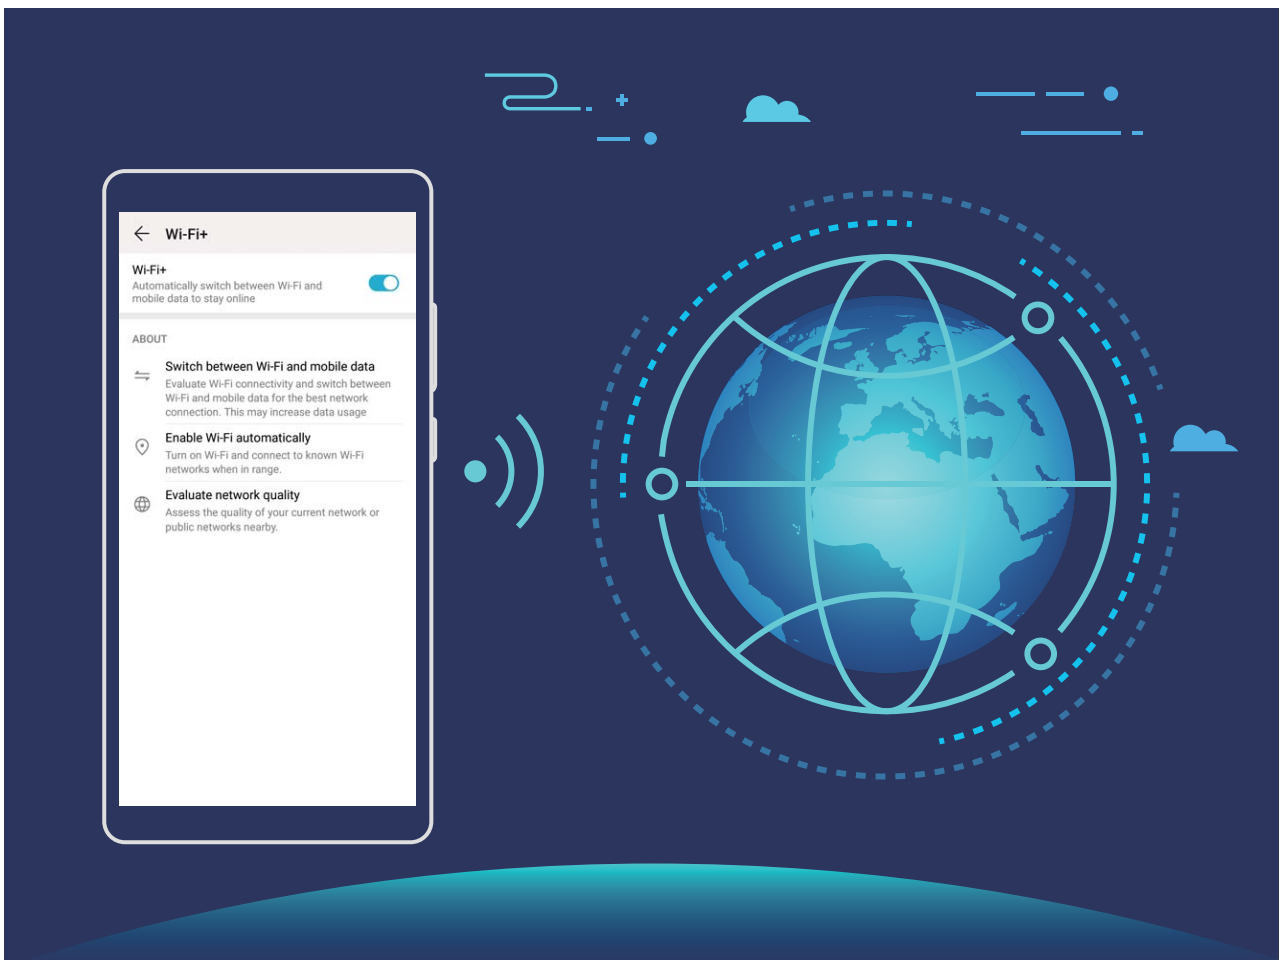 Wi-Fi+
Wi-Fi+
Automatically switch between Wi-Fi and
mobile data to stay online
ABOUT
Switch between Wi-Fi and mobile data
Evaluate Wi-Fi connectivity and switch between
Wi-Fi and mobile data for the best network
connection. This may increase data usage
Enable Wi-Fi automatically
Turn on Wi-Fi and connect to known Wi-Fi
networks when in range.
Evaluate network quality
Assess the quality of your current network or
public networks nearby.